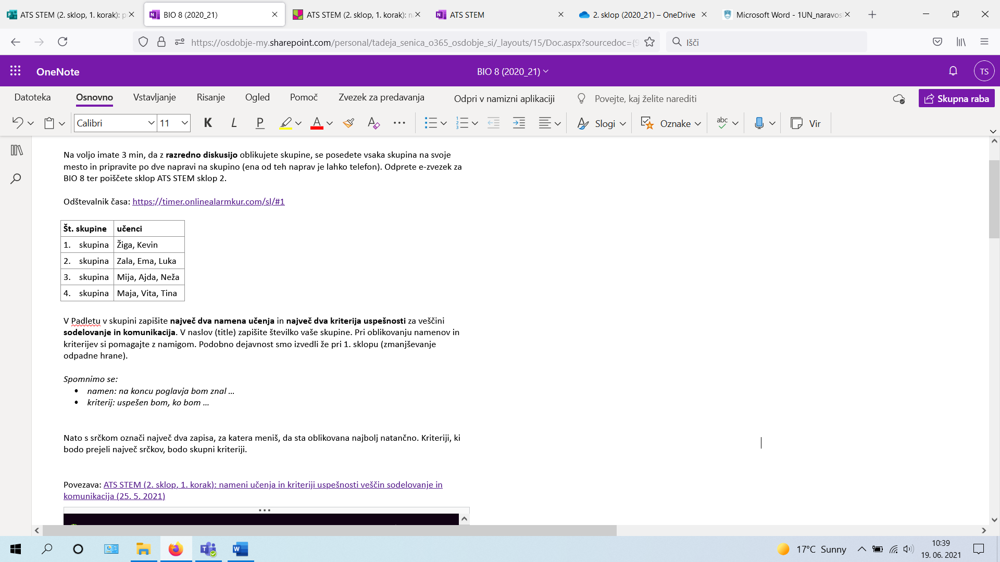 ATS STEM (2. sklop, 1. korak): p
BIO 8 (2020_21)
ATS STEM (2. sklop, 1. korak): n
ATS STEM
2. sklop (2020_21) – OneDrive
Microsoft Word - 1UN_naravos
https://osdobje-my.sharepoint.com/personal/tadeja_senica_o365_osdobje_si/_layouts/15/Doc.aspx?sourcedoc={9
Išči
OneNote
BIO 8 (2020_21)
TS
Datoteka
Osnovno
Vstavljanje
Risanje
Ogled
Pomoč
Zvezek za predavanja
Odpri v namizni aplikaciji
Povejte, kaj želite narediti
Skupna raba
Calibri
11
K
L
P
A
Slogi
Oznake
abc
Vir
Na voljo imate 3 min, da z razredno diskusijo oblikujete skupine, se posedete vsaka skupina na svoje
mesto in pripravite po dve napravi na skupino (ena od teh naprav je lahko telefon). Odprete e-zvezek za
BIO 8 ter poiščete sklop ATS STEM sklop 2.
Odštevalnik časa: https://timer.onlinealarmkur.com/sl/#1
Št. skupine učenci
1. skupina Žiga, Kevin
2. skupina Zala, Ema, Luka
3. skupina Mija, Ajda, Neža
4. skupina Maja, Vita, Tina
V Padletu v skupini zapišite največ dva namena učenja in največ dva kriterija uspešnosti za veščini
sodelovanje in komunikacija. V naslov (title) zapišite številko vaše skupine. Pri oblikovanju namenov in
kriterijev si pomagajte z namigom. Podobno dejavnost smo izvedli že pri 1. sklopu (zmanjševanje
odpadne hrane).
Spomnimo se:
• namen: na koncu poglavja bom znal ...
• kriterij: uspešen bom, ko bom ...
Nato s srčkom označi največ dva zapisa, za katera meniš, da sta oblikovana najbolj natančno. Kriteriji, ki
bodo prejeli največ srčkov, bodo skupni kriteriji.
Povezava: ATS STEM (2. sklop, 1. korak): nameni učenja in kriteriji uspešnosti veščin sodelovanje in
komunikacija (25. 5. 2021)
17°C Sunny
10:39
19. 06. 2021